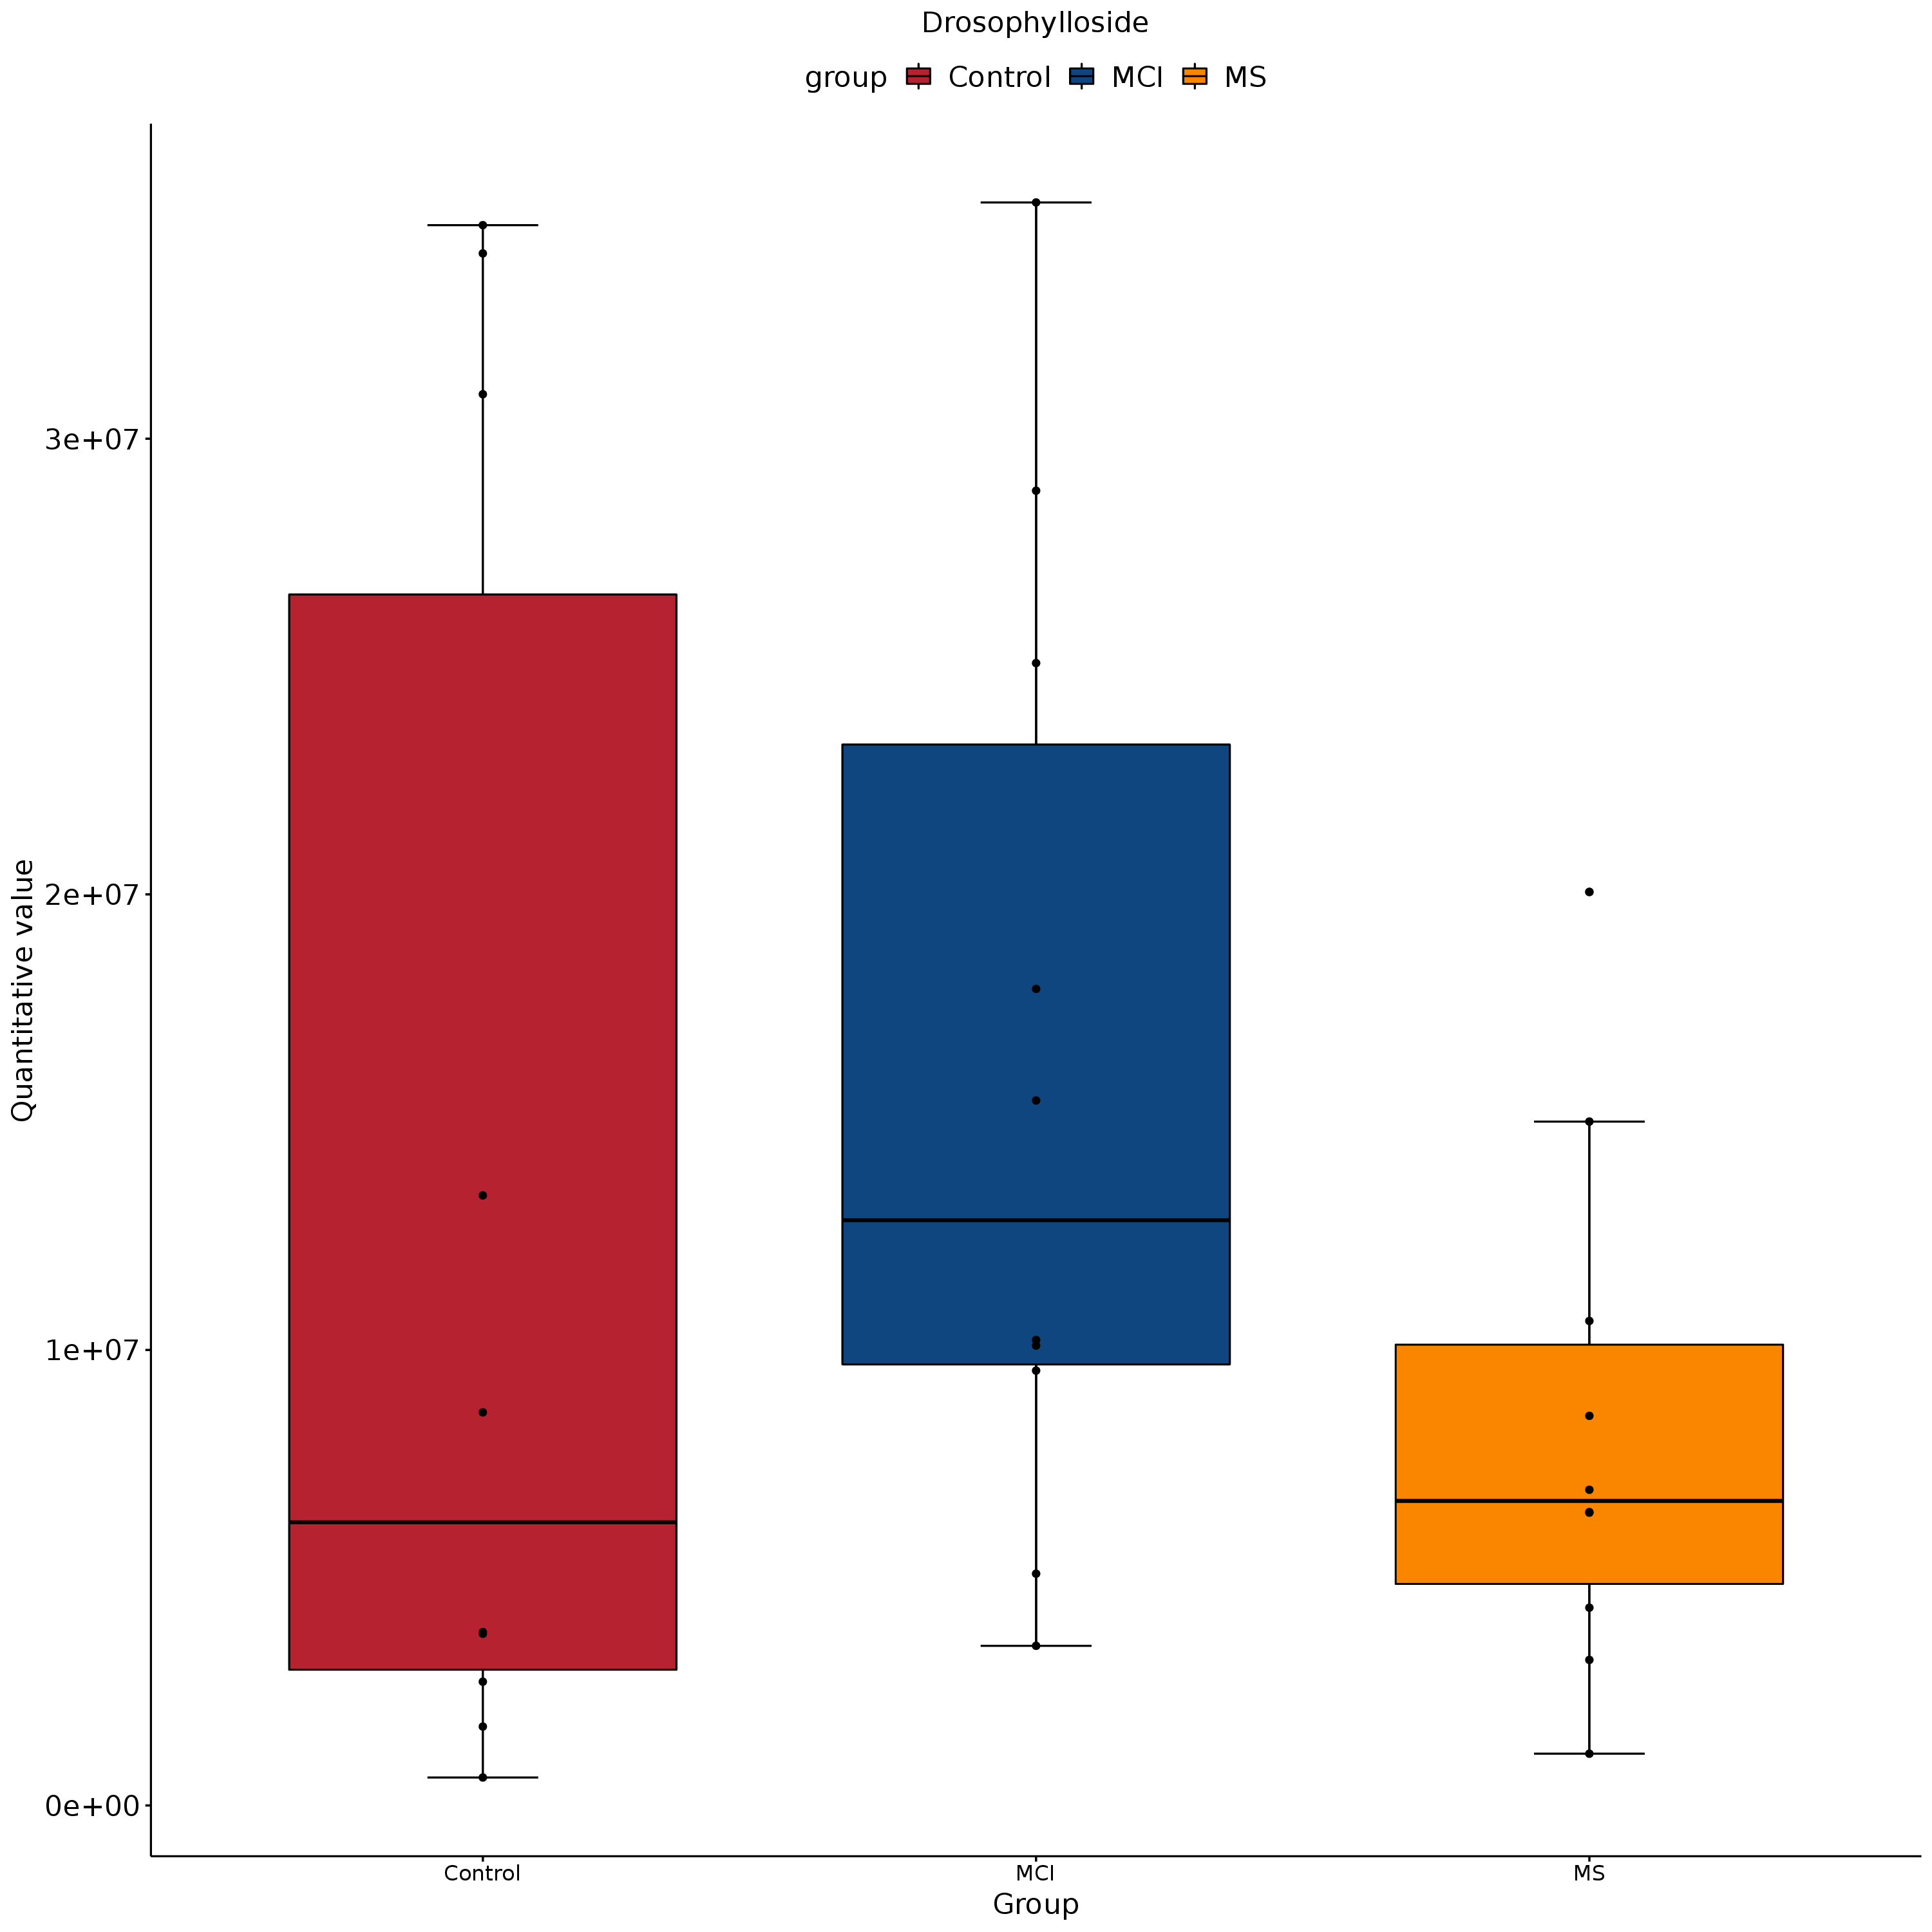 Drosophylloside
group Control MCI MS
Quantitative value
3e+07
2e+07
1e+07
0e+00
Control MCI MS
Group